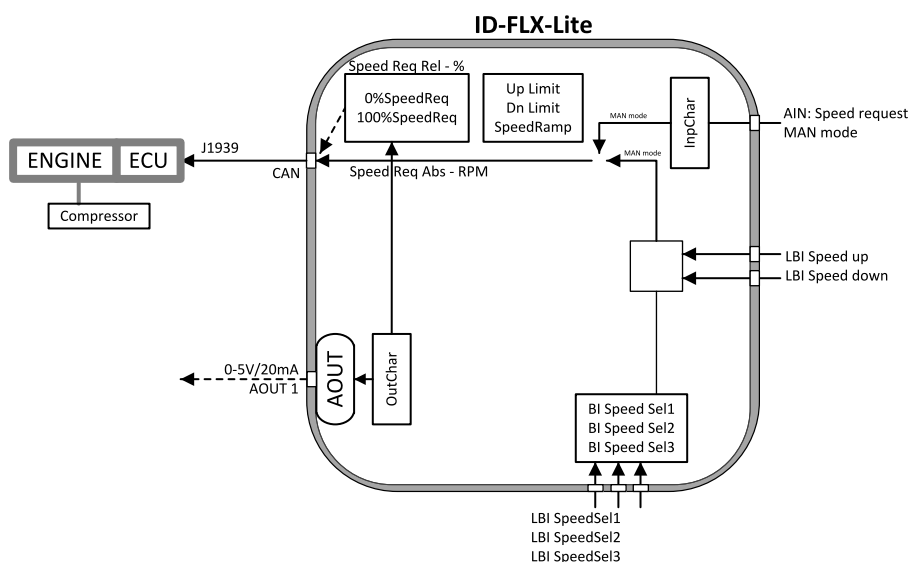 ID-FLX-Lite
Speed Req Rel - %
0%SpeedReq
100%SpeedReq
Up Limit
Dn Limit
SpeedRamp
MAN mode
InpChar
AIN: Speed request
MAN mode
ENGINE
ECU
J1939
CAN
Speed Req Abs - RPM
MAN mode
Compressor
LBI Speed up
LBI Speed down
0-5V/20mA
AOUT 1
AOUT
OutChar
BI Speed Sel1
BI Speed Sel2
BI Speed Sel3
LBI SpeedSel1
LBI SpeedSel2
LBI SpeedSel3